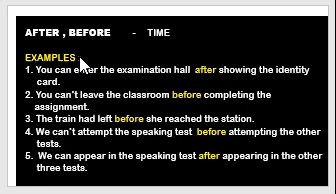 AFTER , BEFORE - TIME
EXAMPLES
1. You can enter the examination hall after showing the identity
card.
2. You can't leave the classroom before completing the
assignment.
3. The train had left before she reached the station.
4. We can't attempt the speaking test before attempting the other
tests.
5. We can appear in the speaking test after appearing in the other
three tests.